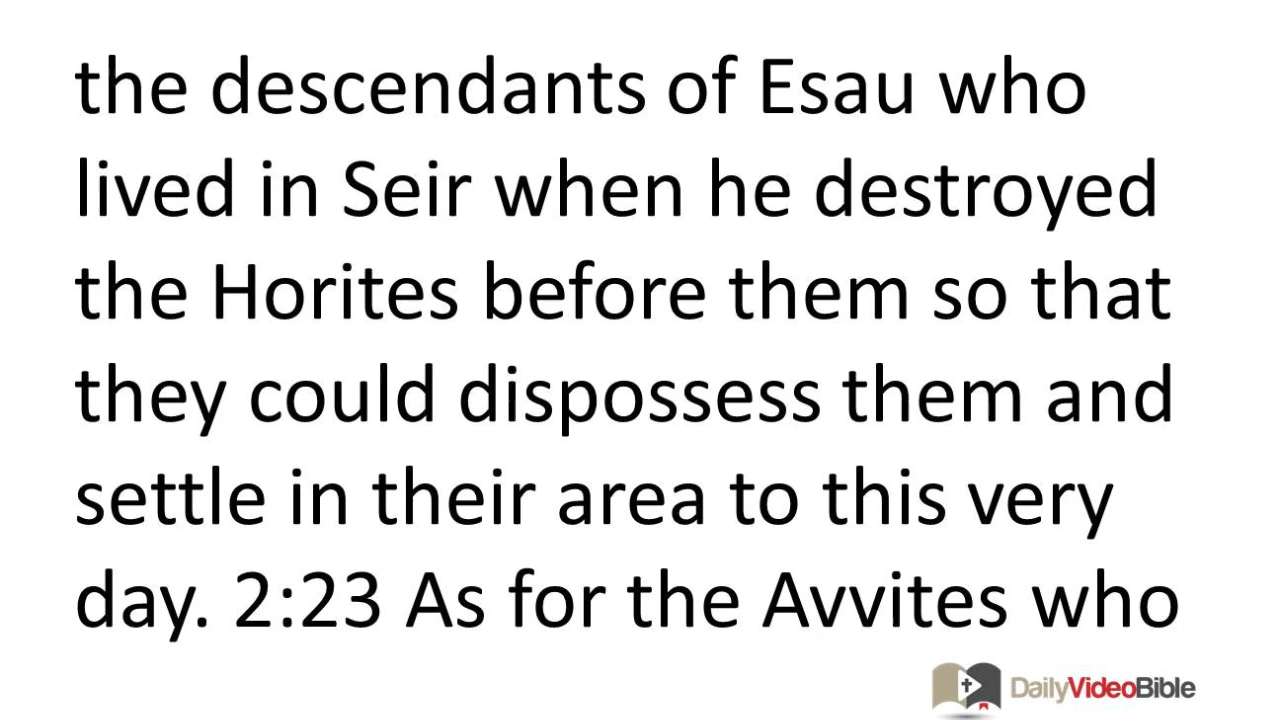 the descendants of Esau who
lived in Seir when he destroyed
the Horites before them so that
they could dispossess them and
settle in their area to this very
day. 2:23 As for the Avvites who
DailyVideoBible